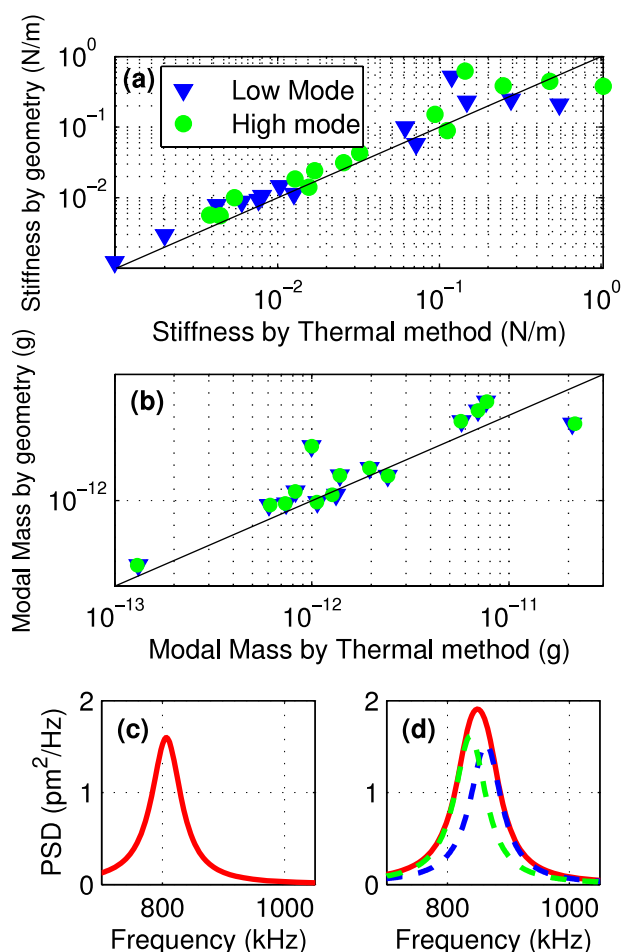 10^0
(a)
Low Mode
High mode
10^-1
10^-2
Stiffness by geometry (N/m)
10^-2
10^-1
10^0
Stiffness by Thermal method (N/m)
(b)
10^-12
Modal Mass by geometry (g)
10^-13
10^-12
10^-11
Modal Mass by Thermal method (g)
2
(c)
1
0
PSD (pm^2/Hz)
800
1000
Frequency (kHz)
2
(d)
1
0
800
1000
Frequency (kHz)